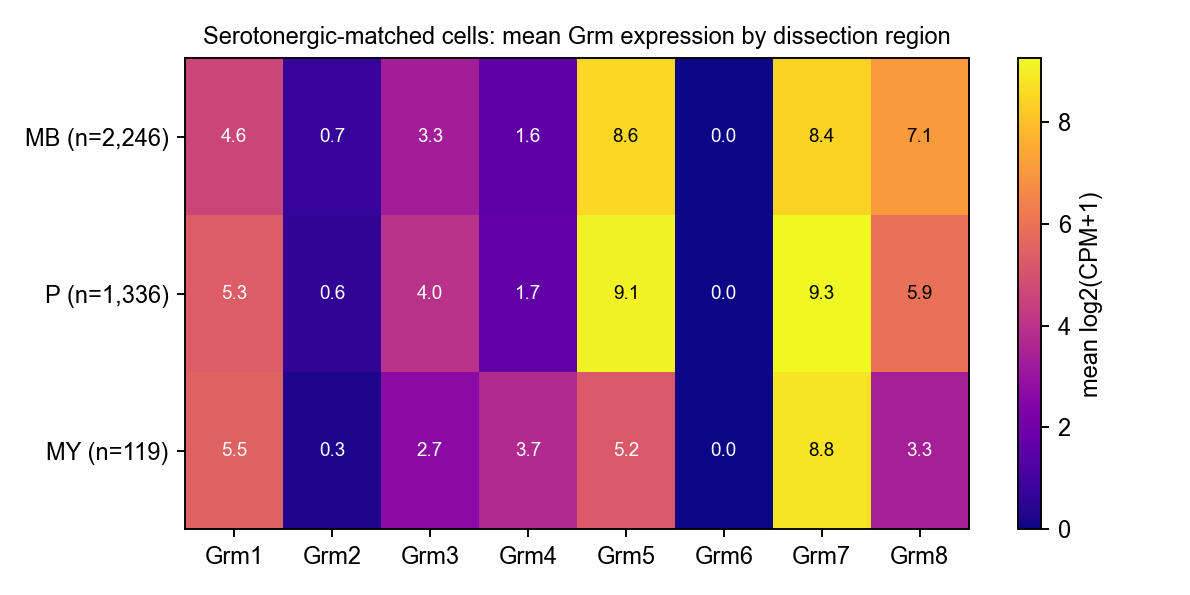 Serotonergic-matched cells: mean Grm expression by dissection region
MB (n=2,246) 4.6 0.7 3.3 1.6 8.6 0.0 8.4 7.1
P (n=1,336) 5.3 0.6 4.0 1.7 9.1 0.0 9.3 5.9
MY (n=119) 5.5 0.3 2.7 3.7 5.2 0.0 8.8 3.3
Grm1 Grm2 Grm3 Grm4 Grm5 Grm6 Grm7 Grm8
8
6
4
2
0
mean log2(CPM+1)